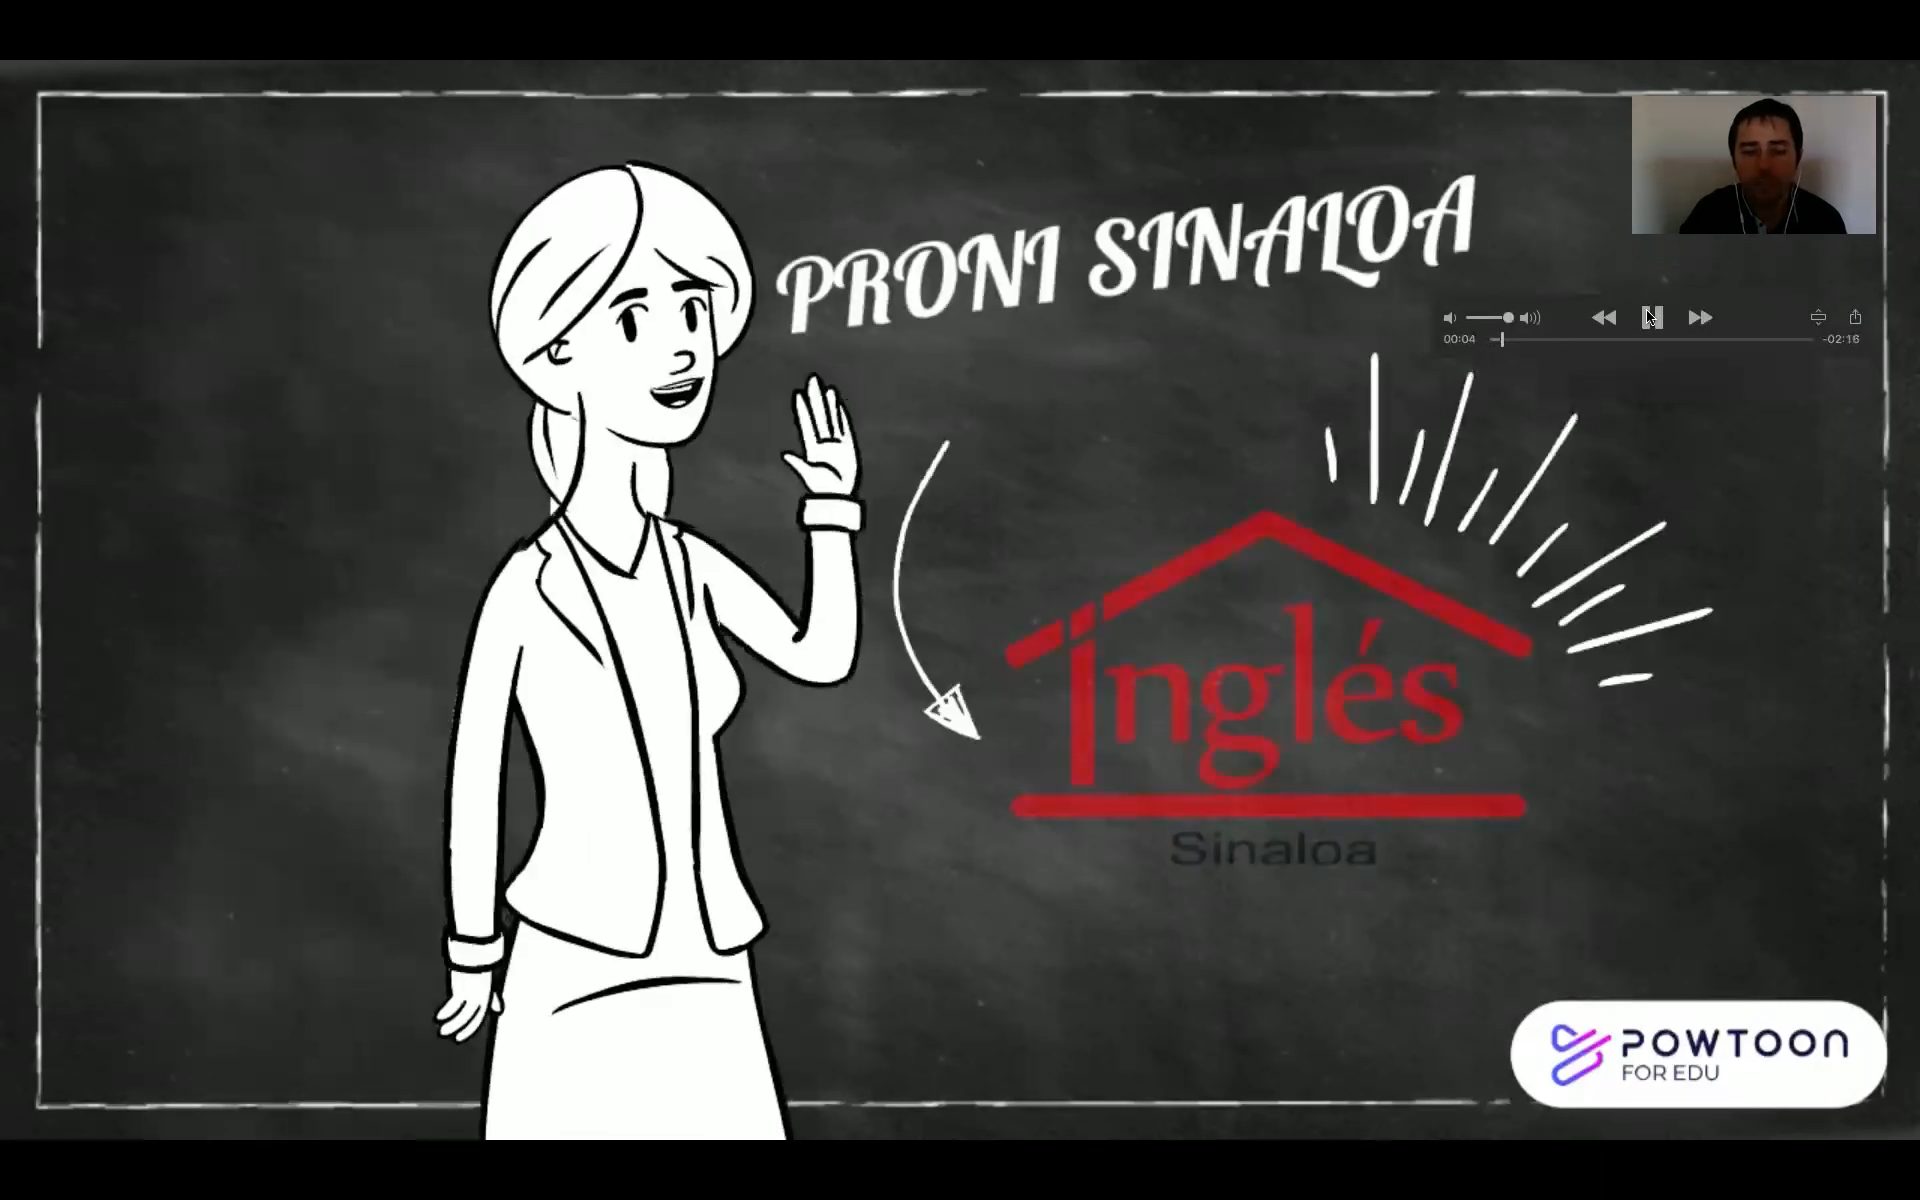 PRONI SINALOA
00:04
-02:16
Inglés
Sinaloa
POWTOON
FOR EDU